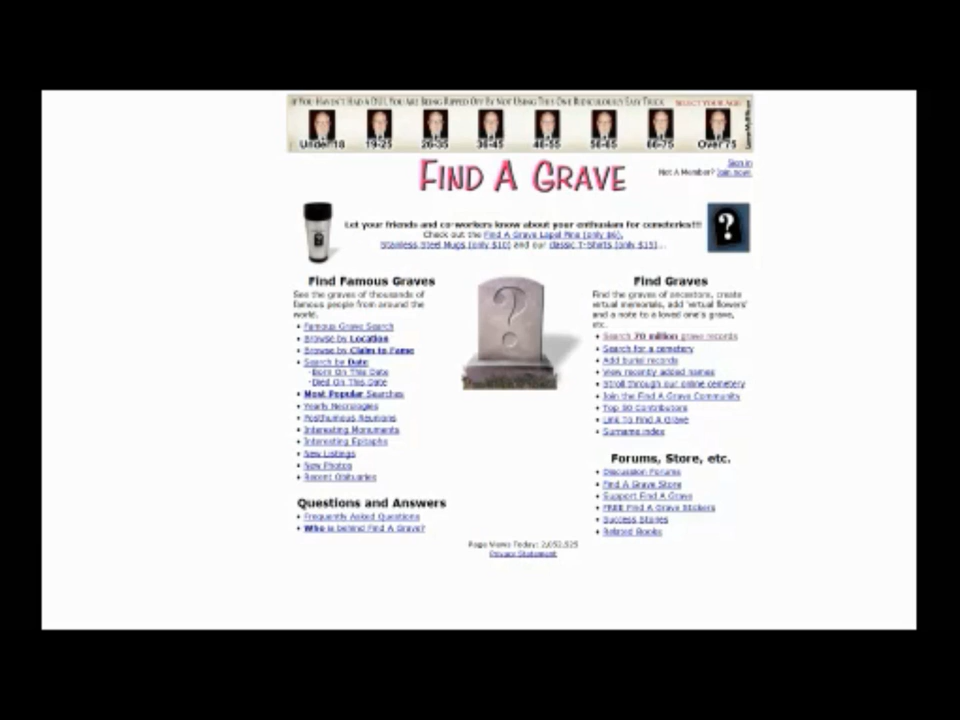 IF YOU HAVEN'T HAD A DUI, YOU ARE BEING RIPPED OFF BY NOT USING THIS ONE RIDICULOUSLY EASY TRICK. SELECT YOUR AGE:
Under 18 19-25 26-35 36-45 46-55 56-65 66-75 Over 75
FIND A GRAVE
Sign in
Not A Member? Join now!
Let your friends and co-workers know about your enthusiasm for cemeteries!!!
Check out the Find A Grave Lapel Pins (only $6),
Stainless Steel Mugs (only $10) and our classic T-Shirts (only $15)...
Find Famous Graves
See the graves of thousands of
famous people from around the
world.
• Famous Grave Search
• Browse by Location
• Browse by Claim to Fame
• Search by Date
·Born On This Date
·Died On This Date
• Most Popular Searches
• Yearly Necrologies
• Posthumous Reunions
• Interesting Monuments
• Interesting Epitaphs
• New Listings
• New Photos
• Recent Obituaries
Questions and Answers
• Frequently Asked Questions
• Who is behind Find A Grave?
?
Find Graves
Find the graves of ancestors, create
virtual memorials, add 'virtual flowers'
and a note to a loved one's grave,
etc.
• Search 70 million grave records
• Search for a cemetery
• Add burial records
• View recently added names
• Stroll through our online cemetery
• Join the Find A Grave Community
• Top 50 Contributors
• Link To Find A Grave
• Surname Index
Forums, Store, etc.
• Discussion Forums
• Find A Grave Store
• Support Find A Grave
• FREE Find A Grave Stickers
• Success Stories
• Related Books
Page Views Today: 2,052,525
Privacy Statement